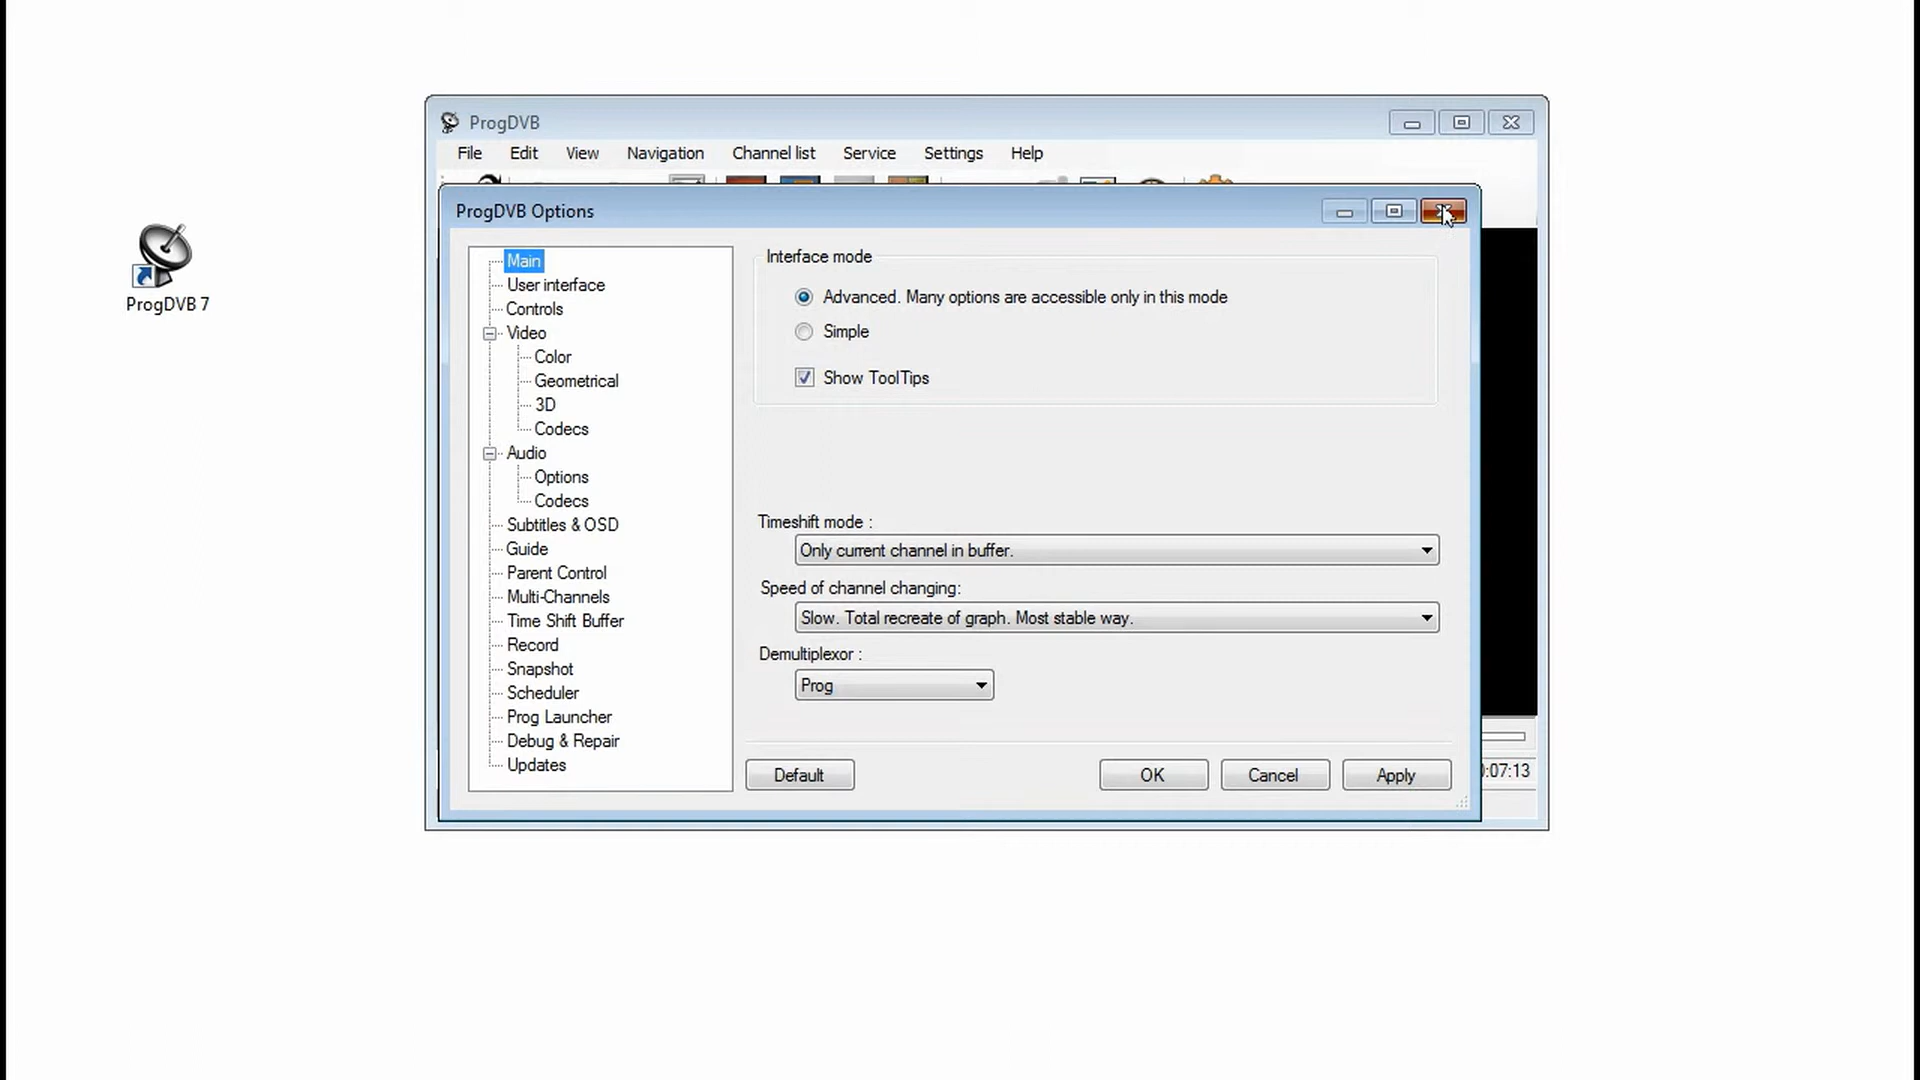 ProgDVB
File Edit View Navigation Channel list Service Settings Help
ProgDVB Options
ProgDVB 7
Main
User interface
Controls
Video
Color
Geometrical
3D
Codecs
Audio
Options
Codecs
Subtitles & OSD
Guide
Parent Control
Multi-Channels
Time Shift Buffer
Record
Snapshot
Scheduler
Prog Launcher
Debug & Repair
Updates
Interface mode
Advanced. Many options are accessible only in this mode
Simple
Show ToolTips
Timeshift mode :
Only current channel in buffer.
Speed of channel changing:
Slow. Total recreate of graph. Most stable way.
Demultiplexor :
Prog
Default OK Cancel Apply
:07:13